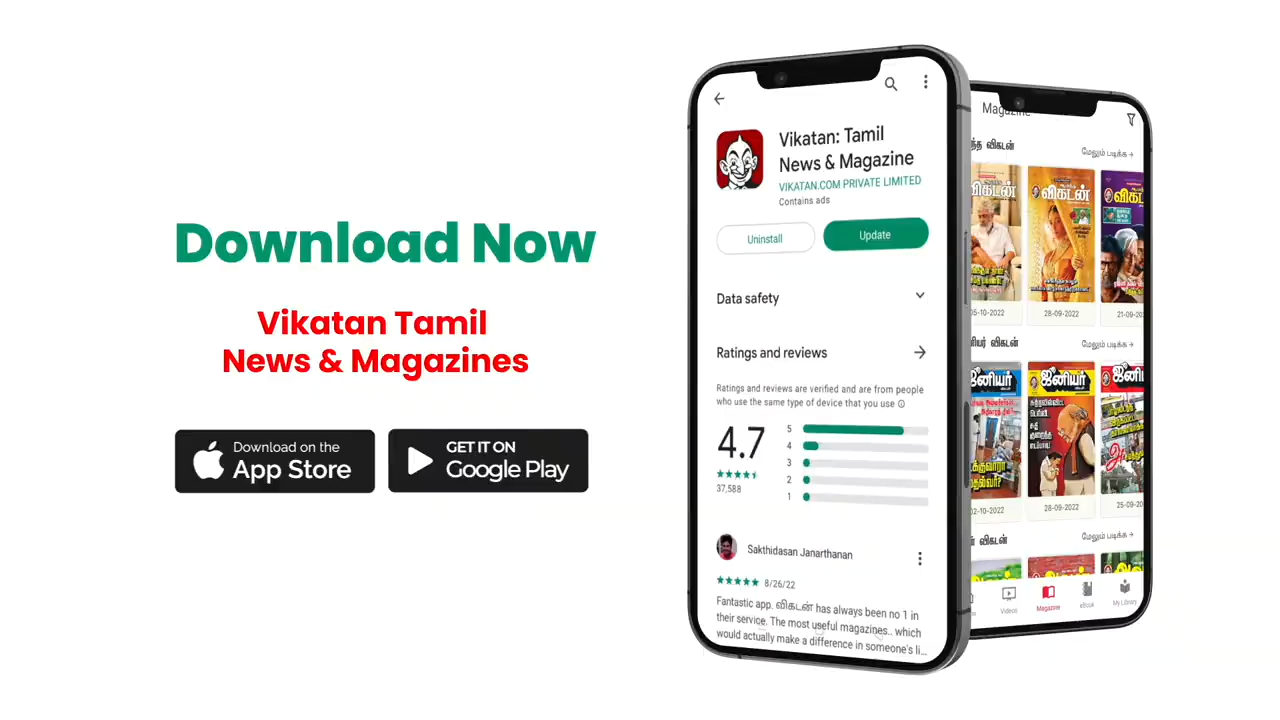 Download Now
Vikatan Tamil
News & Magazines
Download on the
App Store
GET IT ON
Google Play
Vikatan: Tamil
News & Magazine
VIKATAN.COM PRIVATE LIMITED
Contains ads
Uninstall
Update
Data safety
Ratings and reviews
Ratings and reviews are verified and are from people
who use the same type of device that you use
4.7
37,588
5
4
3
2
1
Sakthidasan Janarthanan
8/26/22
Fantastic app. விகடன் has always been no 1 in
their service. The most useful magazines.. which
would actually make a difference in someone's li...
Magazine
விகடன்
மேலும் படிக்க
விகடன்
விகடன்
05-10-2022
28-09-2022
21-09-20
விகடன்
மேலும் படிக்க
ஜூனியர்
ஜூனியர்
28-09-2022
25-09-20
விகடன்
மேலும் படிக்க
Videos
Magazine
eBook
My Library